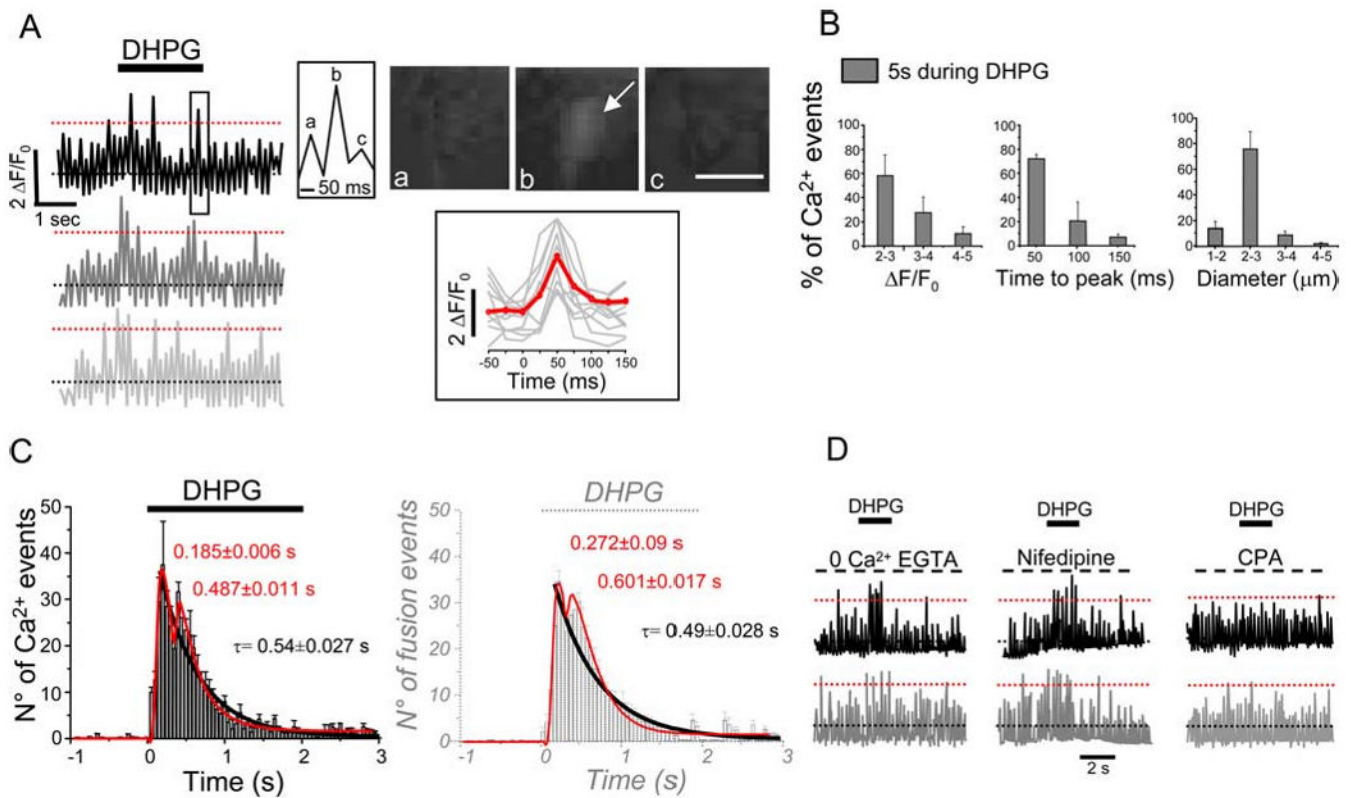 A
DHPG
2 ΔF/F0
1 sec
a
b
c
50 ms
a
b
c
2 ΔF/F0
-50
0
50
100
150
Time (ms)
B
5s during DHPG
% of Ca2+ events
100
80
60
40
20
0
2-3 3-4 4-5
ΔF/F0
100
80
60
40
20
0
50 100 150
Time to peak (ms)
100
80
60
40
20
0
1-2 2-3 3-4 4-5
Diameter (μm)
C
DHPG
N° of Ca2+ events
50
40
30
20
10
0
0.185±0.006 s
0.487±0.011 s
τ= 0.54±0.027 s
-1 0 1 2 3
Time (s)
DHPG
N° of fusion events
50
40
30
20
10
0
0.272±0.09 s
0.601±0.017 s
τ= 0.49±0.028 s
-1 0 1 2 3
Time (s)
D
DHPG
0 Ca2+ EGTA
DHPG
Nifedipine
DHPG
CPA
2 s